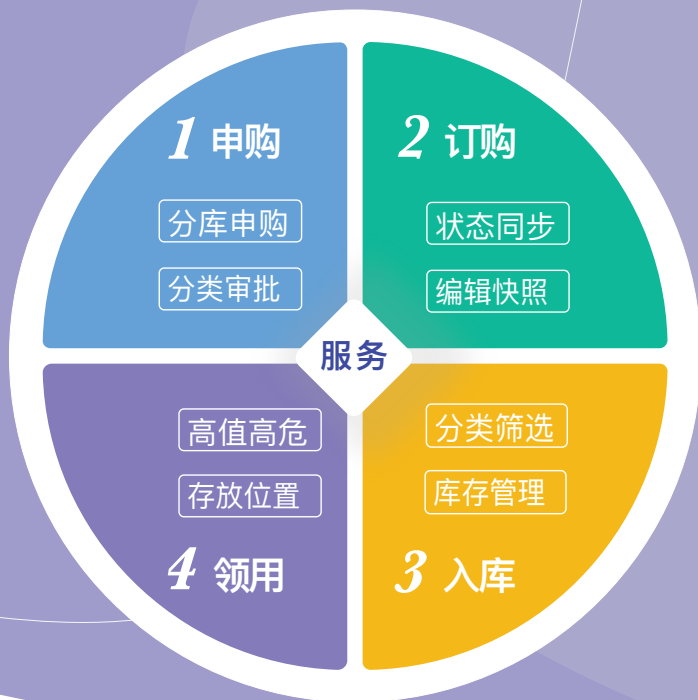 1 申购
分库申购
分类审批
2 订购
状态同步
编辑快照
服务
高值高危
存放位置
4 领用
分类筛选
库存管理
3 入库